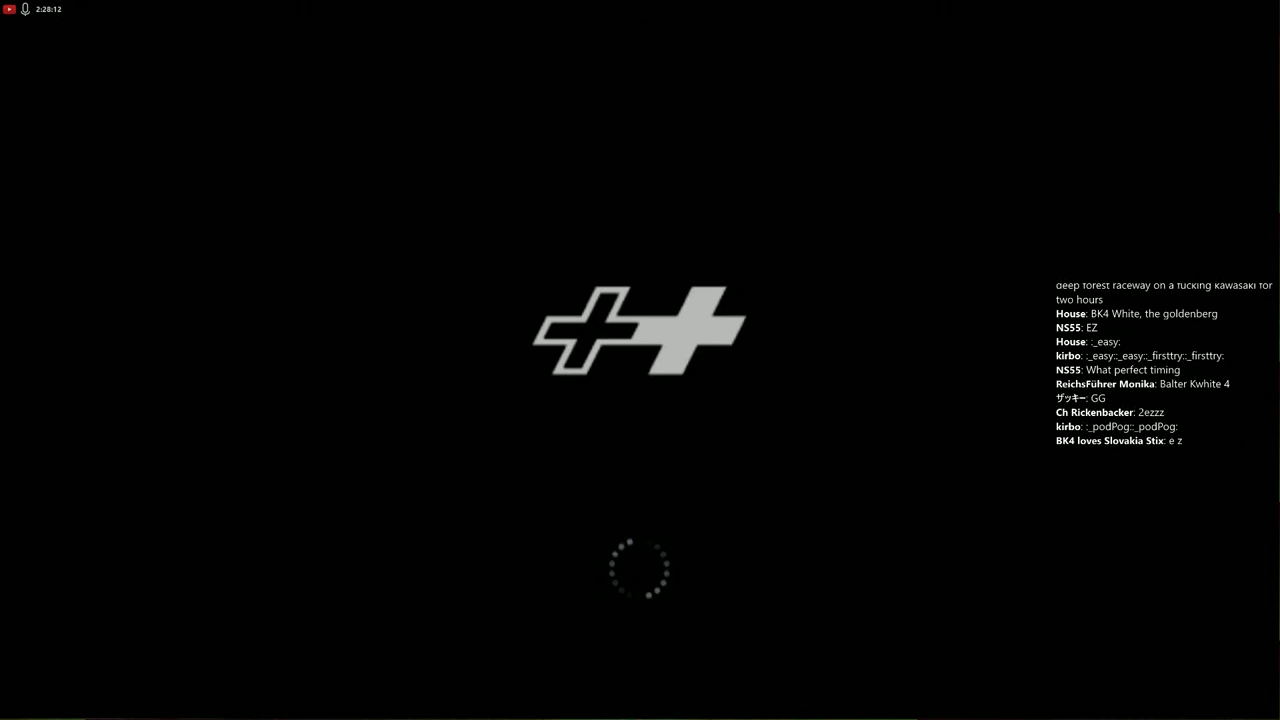 2:28:12
deep forest raceway on a fucking kawasaki for
two hours
House: BK4 White, the goldenberg
NS55: EZ
House: :_easy:
kirbo: :_easy::_easy::_firsttry::_firsttry:
NS55: What perfect timing
ReichsFührer Monika: Balter Kwhite 4
ザッキー: GG
Ch Rickenbacker: 2ezzz
kirbo: :_podPog::_podPog:
BK4 loves Slovakia Stix: e z